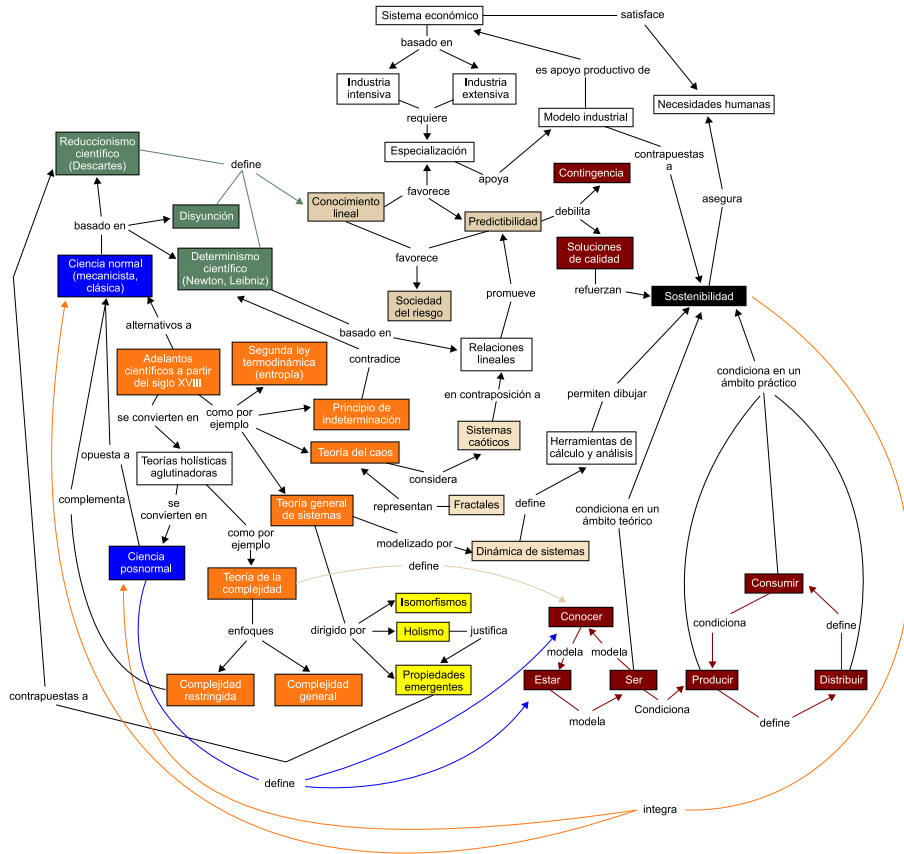 Sistema económico
satisface
basado en
es apoyo productivo de
Industria
intensiva
Industria
extensiva
Necesidades humanas
requiere
Modelo industrial
Reduccionismo
científico
(Descartes)
define
Especialización
contrapuestas
a
apoya
Contingencia
favorece
asegura
Conocimiento
lineal
Disyunción
Predictibilidad
debilita
basado en
Soluciones
de calidad
Ciencia normal
(mecanicista,
clásica)
Determinismo
científico
(Newton, Leibniz)
favorece
promueve
refuerzan
Sostenibilidad
Sociedad
del riesgo
alternativos a
basado en
Relaciones
lineales
Segunda ley
termodinámica
(entropía)
contradice
Adelantos
científicos a partir
del siglo XVIII
condiciona en un
ámbito práctico
permiten dibujar
en contraposición a
se convierten en
como por
ejemplo
Principio de
indeterminación
Sistemas
caóticos
Herramientas de
cálculo y análisis
opuesta a
Teorías holísticas
aglutinadoras
Teoría del caos
considera
complementa
se
convierten en
Teoría general
de sistemas
representan
Fractales
define
condiciona en un
ámbito teórico
como por
ejemplo
modelizado por
Dinámica de sistemas
Ciencia
posnormal
Teoría de la
complejidad
define
Consumir
Isomorfismos
Conocer
condiciona
define
enfoques
dirigido por
Holismo
justifica
modela
modela
Complejidad
restringida
Complejidad
general
Propiedades
emergentes
Estar
Ser
Producir
Distribuir
contrapuestas a
modela
Condiciona
define
define
integra